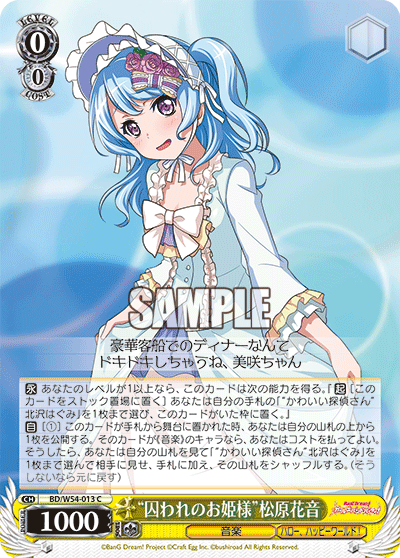 LEVEL
0
0
COST
SAMPLE
豪華客船でのディナーなんて
ドキドキしちゃうね、美咲ちゃん
永 あなたのレベルが1以上なら、このカードは次の能力を得る。『起［この
カードをストック置場に置く］ あなたは自分の手札の「“かわいい探偵さん”
北沢はぐみ」を1枚まで選び、このカードがいた枠に置く。』
自［①］ このカードが手札から舞台に置かれた時、あなたは自分の山札の上から
1枚を公開する。そのカードが《音楽》のキャラなら、あなたはコストを払ってよい。
そうしたら、あなたは自分の山札を見て「“かわいい探偵さん”北沢はぐみ」を
1枚まで選んで相手に見せ、手札に加え、その山札をシャッフルする。(そう
しないなら元に戻す)
CH
BD/W54-013 C
1000
“囚われのお姫様”松原花音
音楽
ハロー、ハッピーワールド！
©BanG Dream! Project ©Craft Egg Inc. ©bushiroad All Rights Reserved.